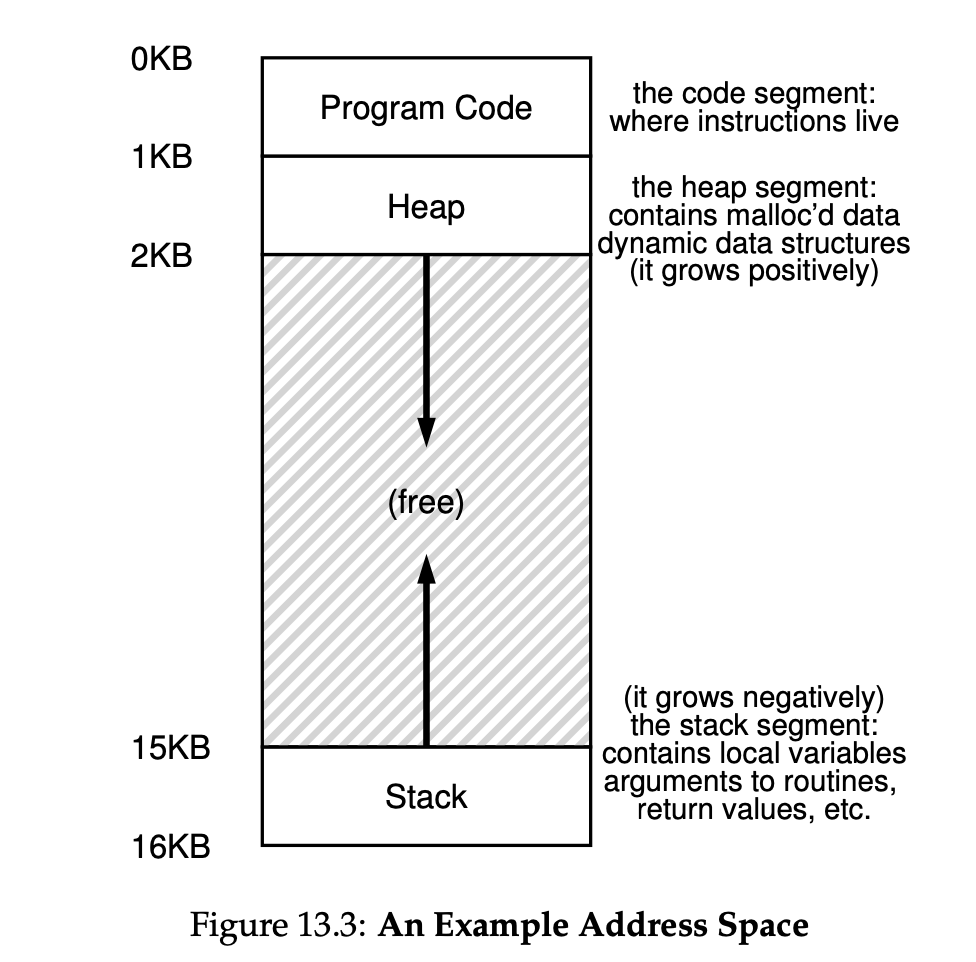 0KB
Program Code
the code segment:
where instructions live
1KB
Heap
the heap segment:
contains malloc’d data
dynamic data structures
(it grows positively)
2KB
(free)
(it grows negatively)
the stack segment:
contains local variables
arguments to routines,
return values, etc.
15KB
Stack
16KB
Figure 13.3: An Example Address Space